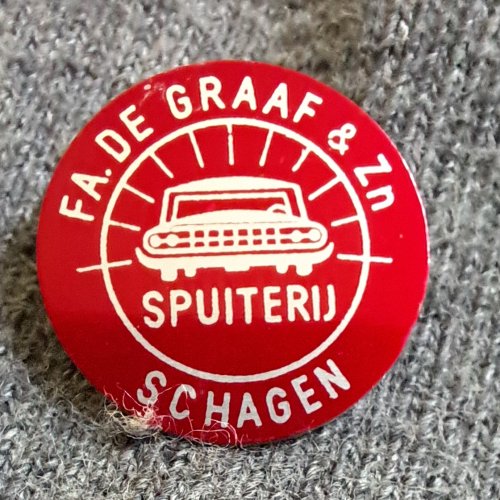 FA. DE GRAAF & Zn
SPUITERIJ
SCHAGEN